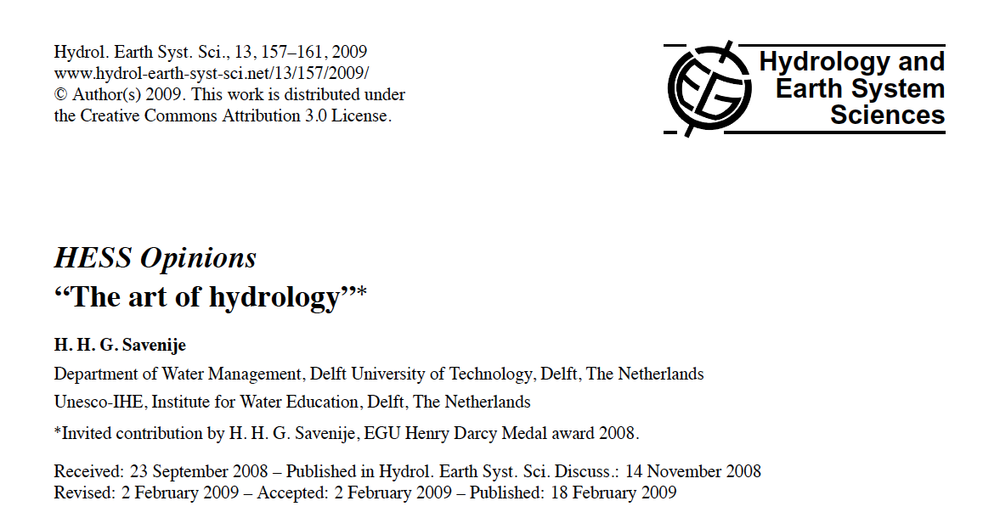 Hydrol. Earth Syst. Sci., 13, 157–161, 2009
www.hydrol-earth-syst-sci.net/13/157/2009/
© Author(s) 2009. This work is distributed under
the Creative Commons Attribution 3.0 License.
EG
Hydrology and
Earth System
Sciences
HESS Opinions
“The art of hydrology”*
H. H. G. Savenije
Department of Water Management, Delft University of Technology, Delft, The Netherlands
Unesco-IHE, Institute for Water Education, Delft, The Netherlands
*Invited contribution by H. H. G. Savenije, EGU Henry Darcy Medal award 2008.
Received: 23 September 2008 – Published in Hydrol. Earth Syst. Sci. Discuss.: 14 November 2008
Revised: 2 February 2009 – Accepted: 2 February 2009 – Published: 18 February 2009